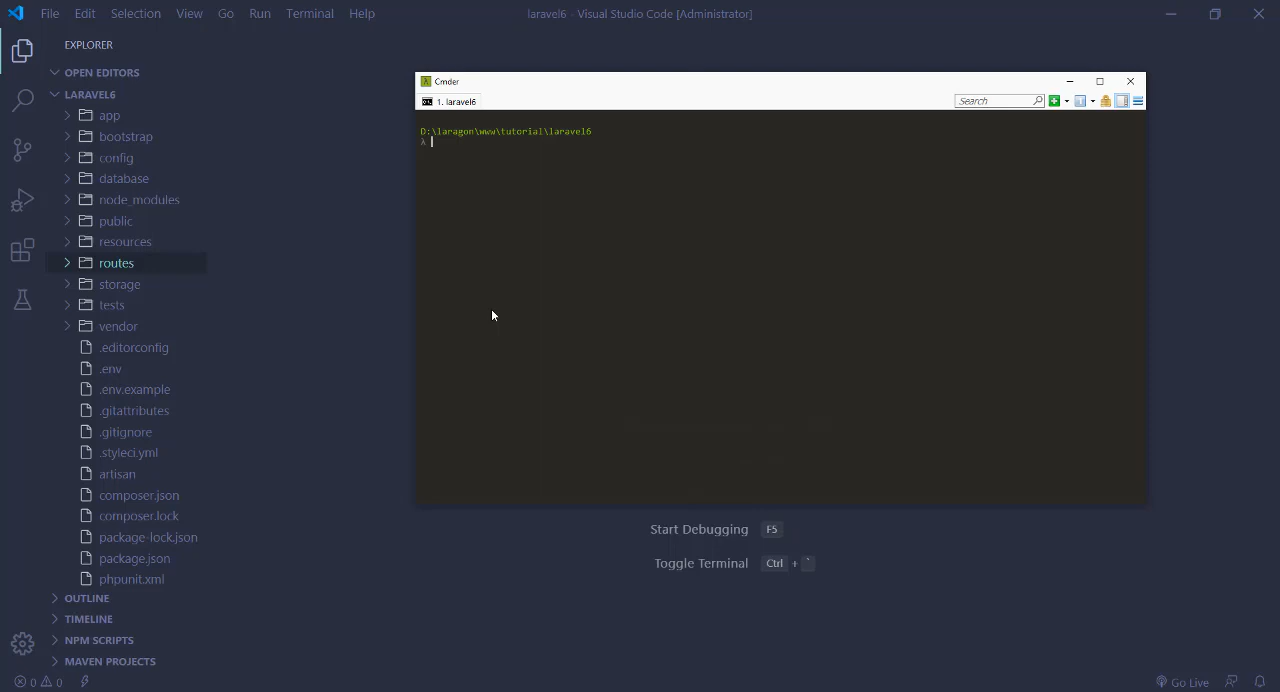 File Edit Selection View Go Run Terminal Help
laravel6 - Visual Studio Code [Administrator]
EXPLORER
OPEN EDITORS
LARAVEL6
app
bootstrap
config
database
node_modules
public
resources
routes
storage
tests
vendor
.editorconfig
.env
.env.example
.gitattributes
.gitignore
.styleci.yml
artisan
composer.json
composer.lock
package-lock.json
package.json
phpunit.xml
OUTLINE
TIMELINE
NPM SCRIPTS
MAVEN PROJECTS
0 0
Cmder
1. laravel6
Search
D:\laragon\www\tutorial\laravel6
λ
Start Debugging F5
Toggle Terminal Ctrl + `
Go Live